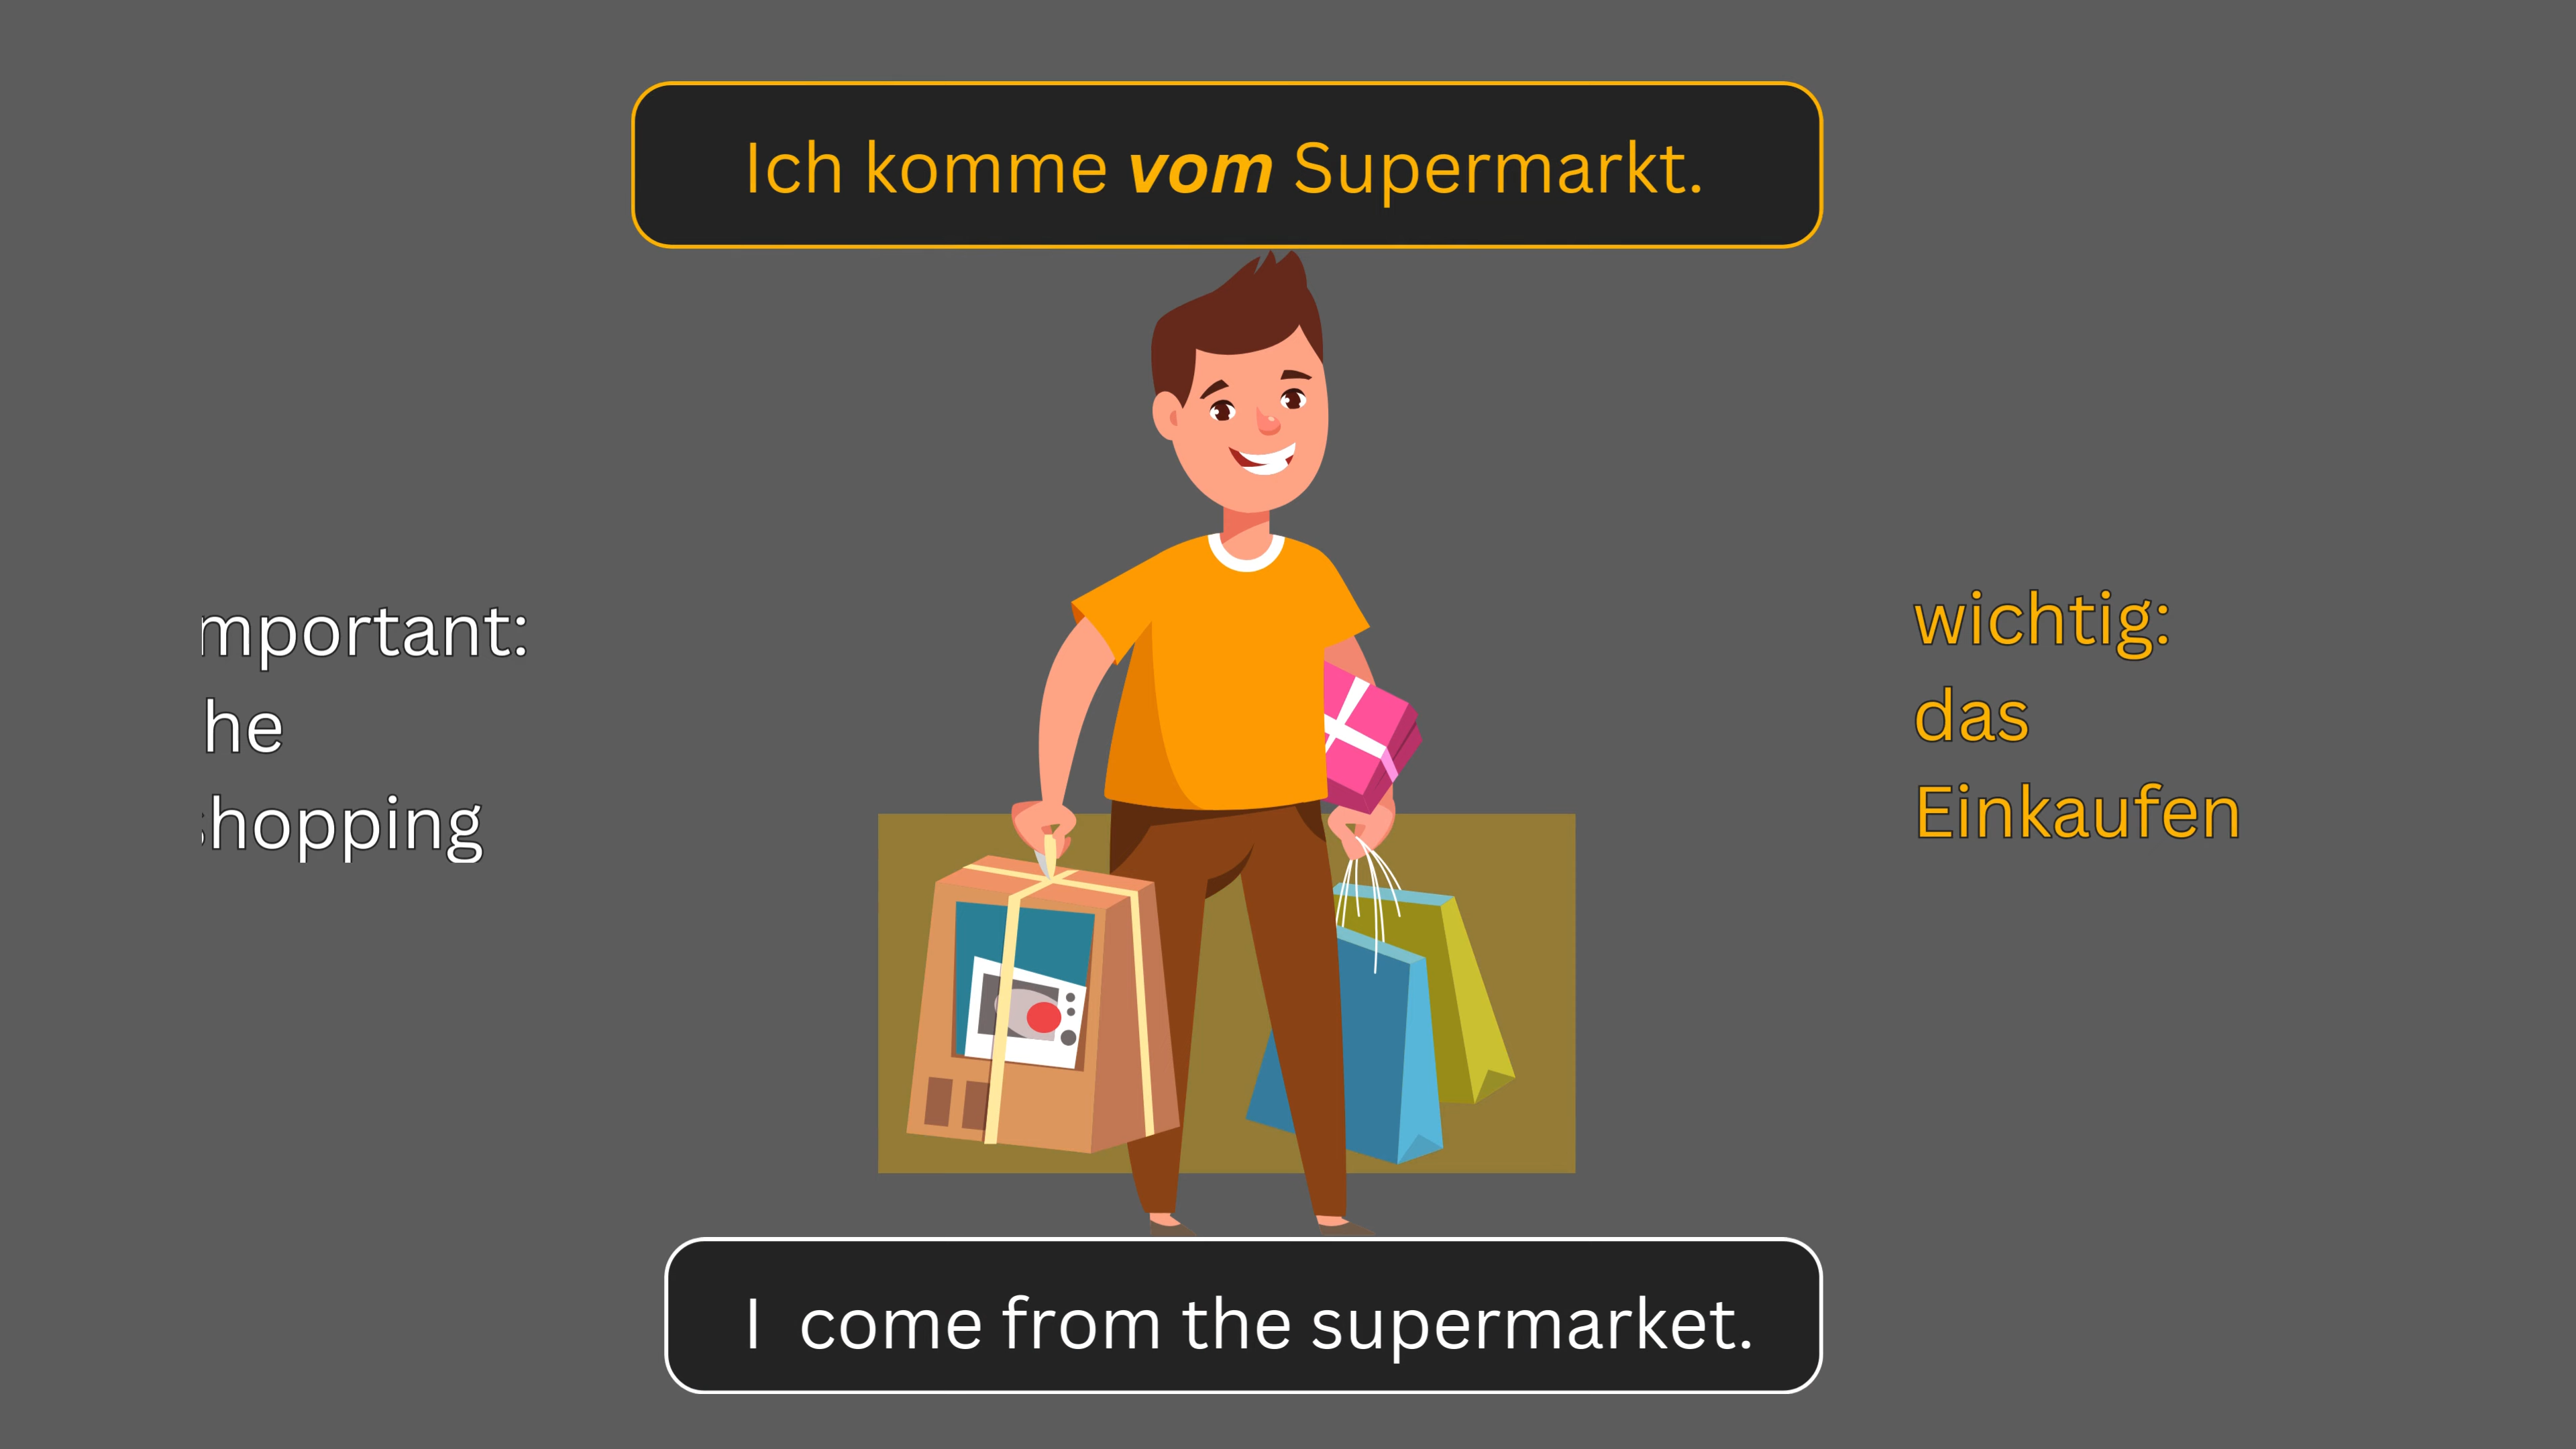 Ich komme vom Supermarkt.
mportant:
he
hopping
wichtig:
das
Einkaufen
I come from the supermarket.